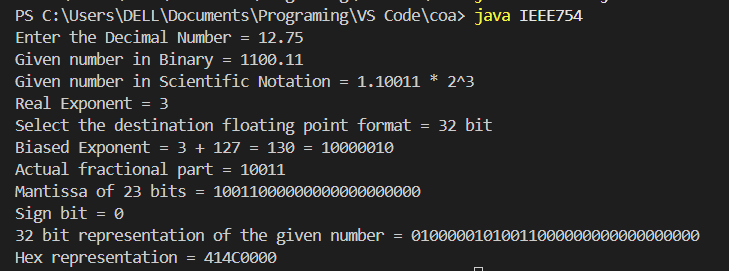 PS C:\Users\DELL\Documents\Programing\VS Code\coa> java IEEE754
Enter the Decimal Number = 12.75
Given number in Binary = 1100.11
Given number in Scientific Notation = 1.10011 * 2^3
Real Exponent = 3
Select the destination floating point format = 32 bit
Biased Exponent = 3 + 127 = 130 = 10000010
Actual fractional part = 10011
Mantissa of 23 bits = 10011000000000000000000
Sign bit = 0
32 bit representation of the given number = 01000001010011000000000000000000
Hex representation = 414C0000